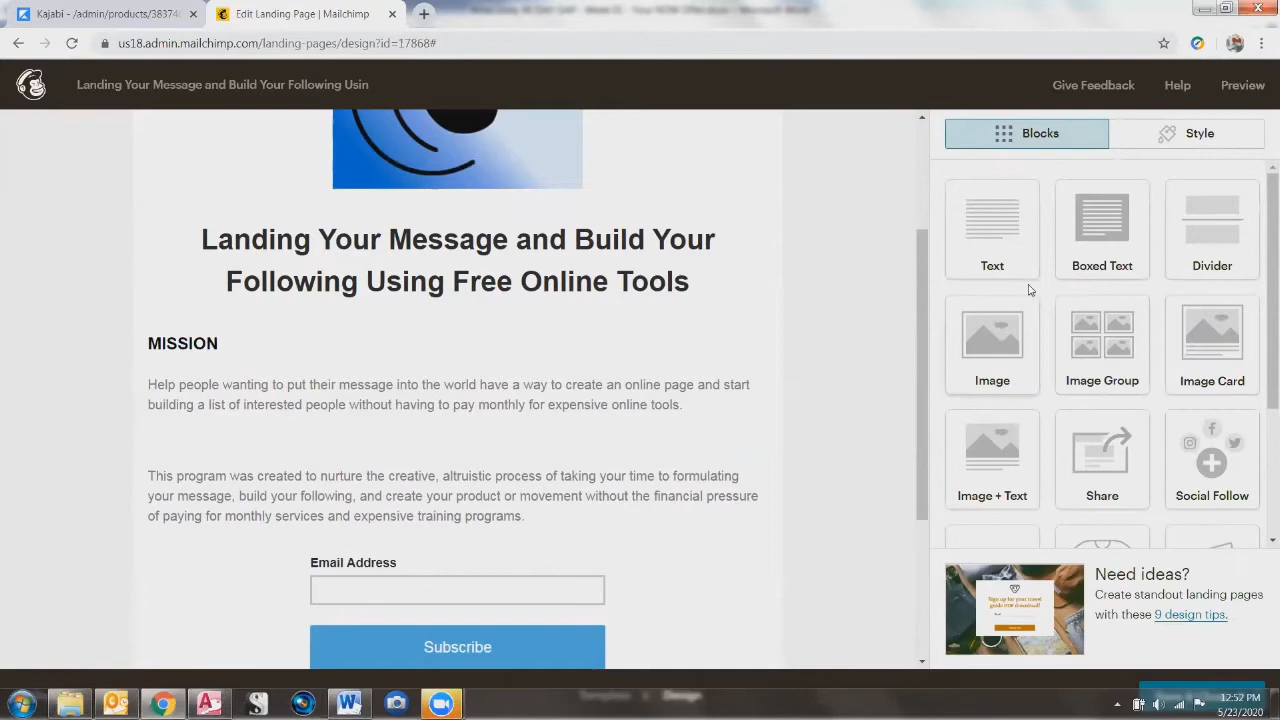 Kajabi - /admin/products/38374
Edit Landing Page | Mailchimp
us18.admin.mailchimp.com/landing-pages/design?id=17868#
Landing Your Message and Build Your Following Usin
Give Feedback
Help
Preview
Blocks
Style
Landing Your Message and Build Your
Following Using Free Online Tools
MISSION
Help people wanting to put their message into the world have a way to create an online page and start
building a list of interested people without having to pay monthly for expensive online tools.
This program was created to nurture the creative, altruistic process of taking your time to formulating
your message, build your following, and create your product or movement without the financial pressure
of paying for monthly services and expensive training programs.
Email Address
Subscribe
Text
Boxed Text
Divider
Image
Image Group
Image Card
Image + Text
Share
Social Follow
Need ideas?
Create standout landing pages
with these 9 design tips.
Template
Design
12:52 PM
5/23/2020